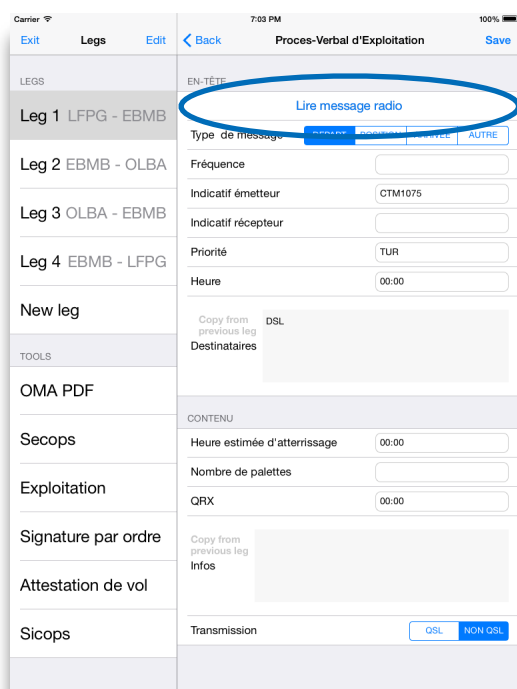 Carrier 7:03 PM 100%
Exit Legs Edit
Back Proces-Verbal d'Exploitation Save
LEGS
Leg 1 LFPG - EBMB
Leg 2 EBMB - OLBA
Leg 3 OLBA - EBMB
Leg 4 EBMB - LFPG
New leg
TOOLS
OMA PDF
Secops
Exploitation
Signature par ordre
Attestation de vol
Sicops
EN-TÊTE
Lire message radio
Type de message DEPART POSITION ARRIVEE AUTRE
Fréquence
Indicatif émetteur CTM1075
Indicatif récepteur
Priorité TUR
Heure 00:00
Copy from
previous leg
DSL
Destinataires
CONTENU
Heure estimée d'atterrissage 00:00
Nombre de palettes
QRX 00:00
Copy from
previous leg
Infos
Transmission QSL NON QSL